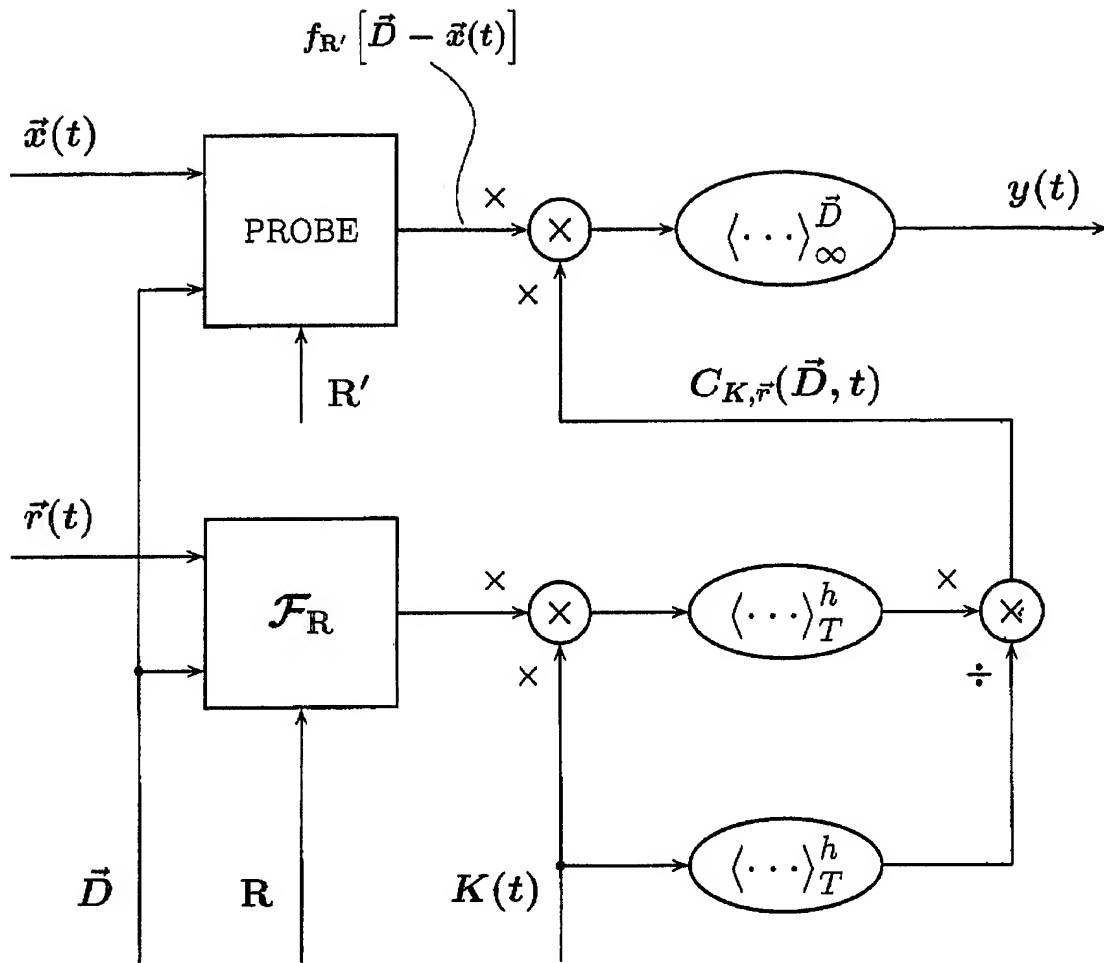 f_{R'} [D⃗ − x⃗(t)]
x⃗(t)
×
y(t)
PROBE
×
⟨···⟩^{D⃗}_∞
×
R'
C_{K,r⃗}(D⃗, t)
r⃗(t)
×
×
𝓕_R
×
⟨···⟩^h_T
×
×
÷
D⃗
R
K(t)
⟨···⟩^h_T